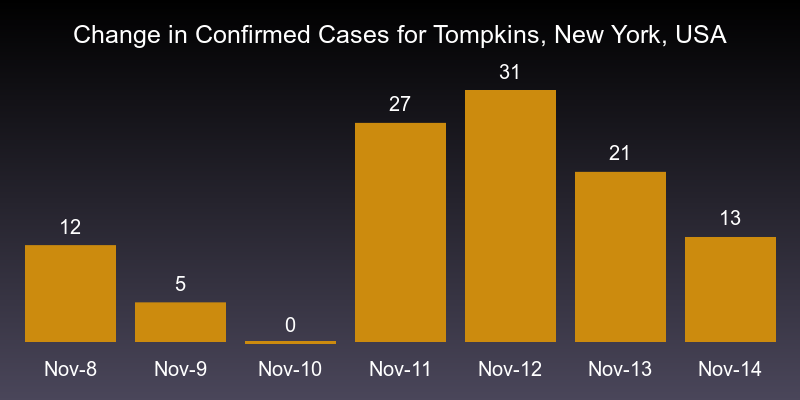 Change in Confirmed Cases for Tompkins, New York, USA
12
5
0
27
31
21
13
Nov-8
Nov-9
Nov-10
Nov-11
Nov-12
Nov-13
Nov-14